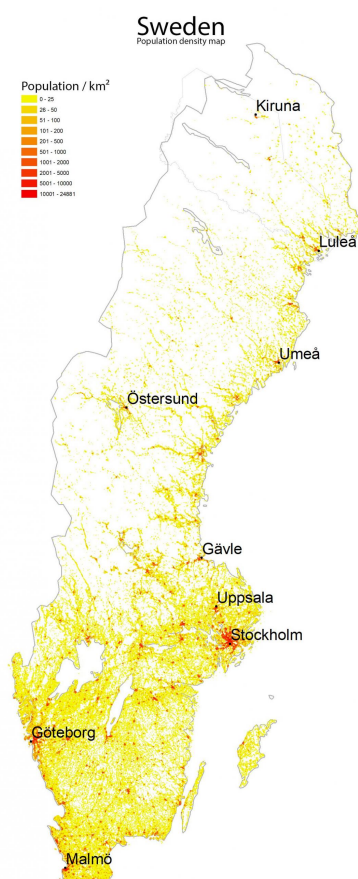 Sweden
Population density map
Population / km²
0 - 25
26 - 50
51 - 100
101 - 200
201 - 500
501 - 1000
1001 - 2000
2001 - 5000
5001 - 10000
10001 - 24881
Kiruna
Luleå
Umeå
Östersund
Gävle
Uppsala
Stockholm
Göteborg
Malmö